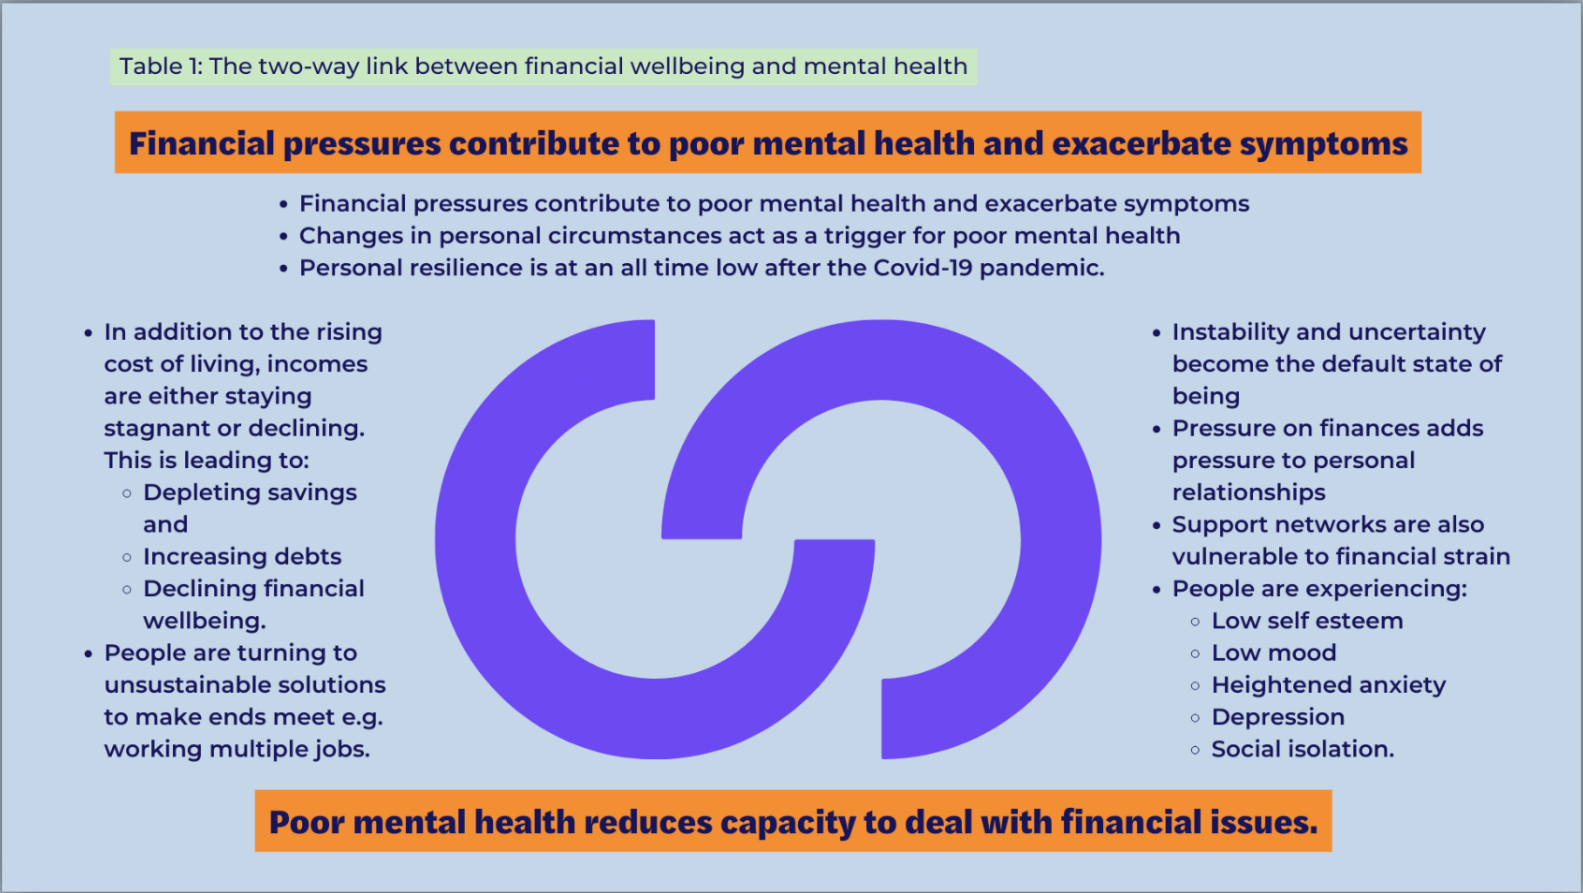 Table 1: The two-way link between financial wellbeing and mental health
Financial pressures contribute to poor mental health and exacerbate symptoms
• Financial pressures contribute to poor mental health and exacerbate symptoms
• Changes in personal circumstances act as a trigger for poor mental health
• Personal resilience is at an all time low after the Covid-19 pandemic.
• In addition to the rising
cost of living, incomes
are either staying
stagnant or declining.
This is leading to:
◦ Depleting savings
and
◦ Increasing debts
◦ Declining financial
wellbeing.
• People are turning to
unsustainable solutions
to make ends meet e.g.
working multiple jobs.
• Instability and uncertainty
become the default state of
being
• Pressure on finances adds
pressure to personal
relationships
• Support networks are also
vulnerable to financial strain
• People are experiencing:
◦ Low self esteem
◦ Low mood
◦ Heightened anxiety
◦ Depression
◦ Social isolation.
Poor mental health reduces capacity to deal with financial issues.